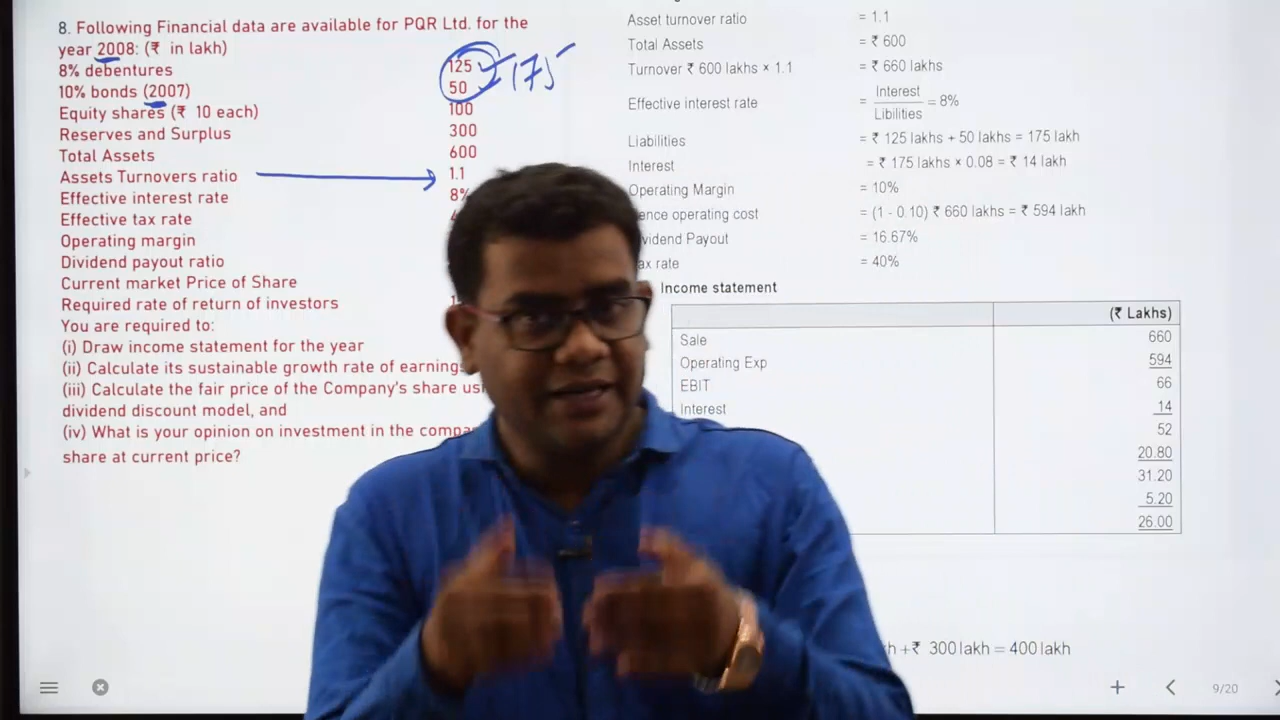 8. Following Financial data are available for PQR Ltd. for the
year 2008: (₹ in lakh)
8% debentures 125
10% bonds (2007) 50
175
Equity shares (₹ 10 each) 100
Reserves and Surplus 300
Total Assets 600
Assets Turnovers ratio 1.1
Effective interest rate 8%
Effective tax rate
Operating margin
Dividend payout ratio
Current market Price of Share
Required rate of return of investors
You are required to:
(i) Draw income statement for the year
(ii) Calculate its sustainable growth rate of earnings
(iii) Calculate the fair price of the Company's share
dividend discount model, and
(iv) What is your opinion on investment in the
share at current price?
Asset turnover ratio = 1.1
Total Assets = ₹ 600
Turnover ₹ 600 lakhs × 1.1 = ₹ 660 lakhs
Effective interest rate = Interest
Libilities = 8%
Liabilities = ₹ 125 lakhs + 50 lakhs = 175 lakh
Interest = ₹ 175 lakhs × 0.08 = ₹ 14 lakh
Operating Margin = 10%
operating cost = (1 - 0.10) ₹ 660 lakhs = ₹ 594 lakh
Payout = 16.67%
rate = 40%
Income statement
(₹ Lakhs)
Sale 660
Operating Exp 594
EBIT 66
Interest 14
52
20.80
31.20
5.20
26.00
+ ₹ 300 lakh = 400 lakh
9/20